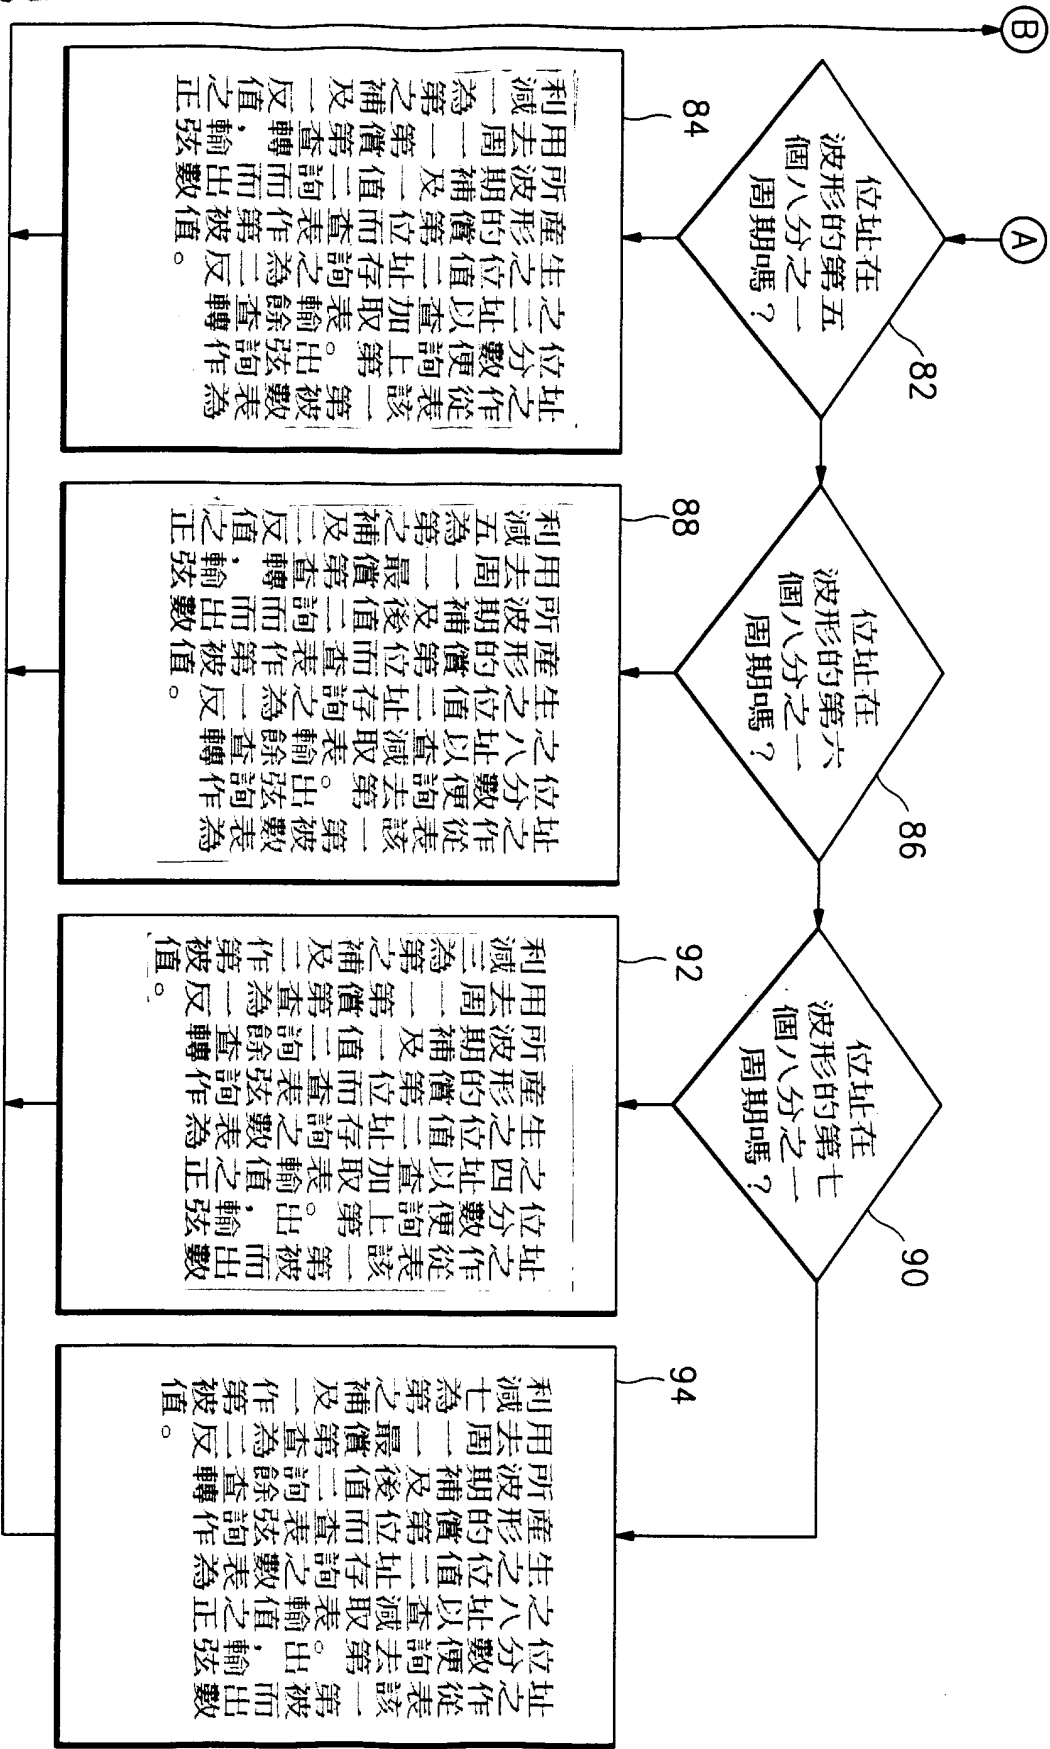 B
A
位址在
波形的第五
個八分之一
周期嗎？
82
84
利用所產生之位址
減去波形之二分之
一周期的位址數作
為一補償值以便從
第一及第二查詢表
之第一位址加上該
補償值而存取第一
及第二查詢表。第
一查詢表之輸出被
反轉而作為餘弦數
值，而第二查詢表
之輸出被反轉作為
正弦數值。
位址在
波形的第六
個八分之一
周期嗎？
86
88
利用所產生之位址
減去波形之八分之
五周期的位址數作
為一補償值以便從
第一及第二查詢表
之最後位址減去該
補償值而存取第一
及第二查詢表。第
二查詢表之輸出被
反轉而作為餘弦數
值，而第一查詢表
之輸出被反轉作為
正弦數值。
位址在
波形的第七
個八分之一
周期嗎？
90
92
利用所產生之位址
減去波形之四分之
三周期的位址數作
為一補償值以便從
第一及第二查詢表
之第一位址加上該
補償值而存取第一
及第二查詢表。第
二查詢表之輸出被
作為餘弦數值，而
第一查詢表之輸出
被反轉作為正弦數
值。
94
利用所產生之位址
減去波形之八分之
七周期的位址數作
為一補償值以便從
第一及第二查詢表
之最後位址減去該
補償值而存取第一
及第二查詢表。第
一查詢表之輸出被
作為餘弦數值，而
第二查詢表之輸出
被反轉作為正弦數
值。